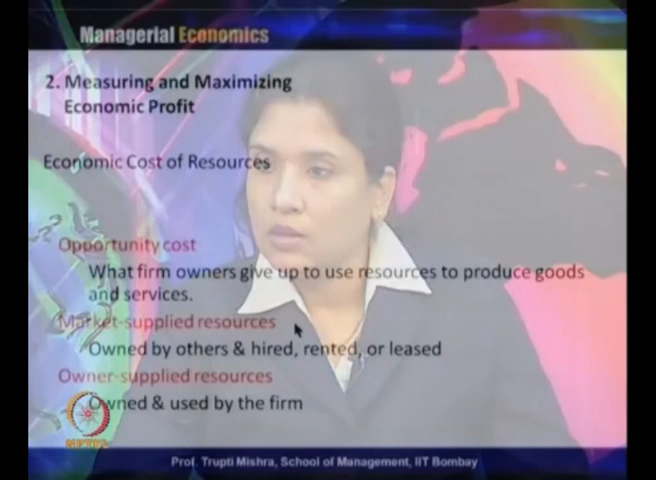 Managerial Economics
2. Measuring and Maximizing
Economic Profit
Economic Cost of Resources
Opportunity cost
What firm owners give up to use resources to produce goods
and services.
Market-supplied resources
Owned by others & hired, rented, or leased
Owner-supplied resources
Owned & used by the firm
NPTEL
Prof. Trupti Mishra, School of Management, IIT Bombay